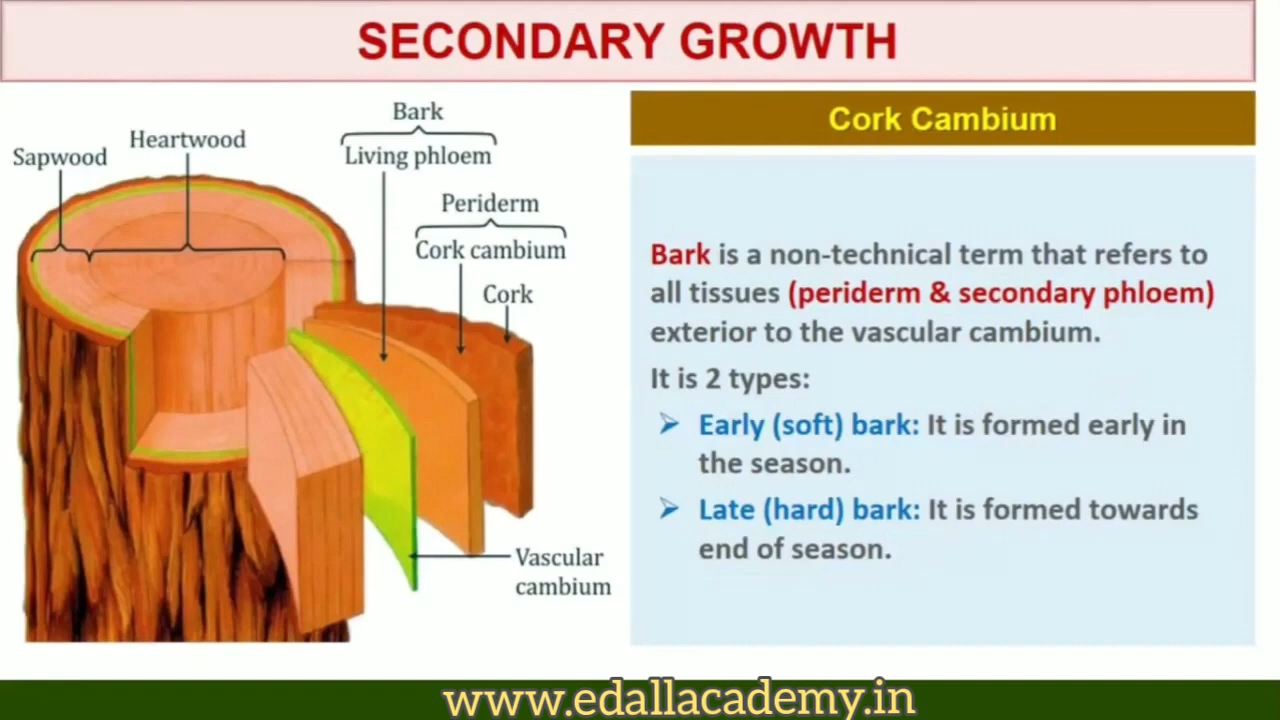 SECONDARY GROWTH
Bark
Heartwood
Sapwood
Living phloem
Periderm
Cork cambium
Cork
Vascular
cambium
Cork Cambium
Bark is a non-technical term that refers to
all tissues (periderm & secondary phloem)
exterior to the vascular cambium.
It is 2 types:
➢ Early (soft) bark: It is formed early in
the season.
➢ Late (hard) bark: It is formed towards
end of season.
www.edallacademy.in